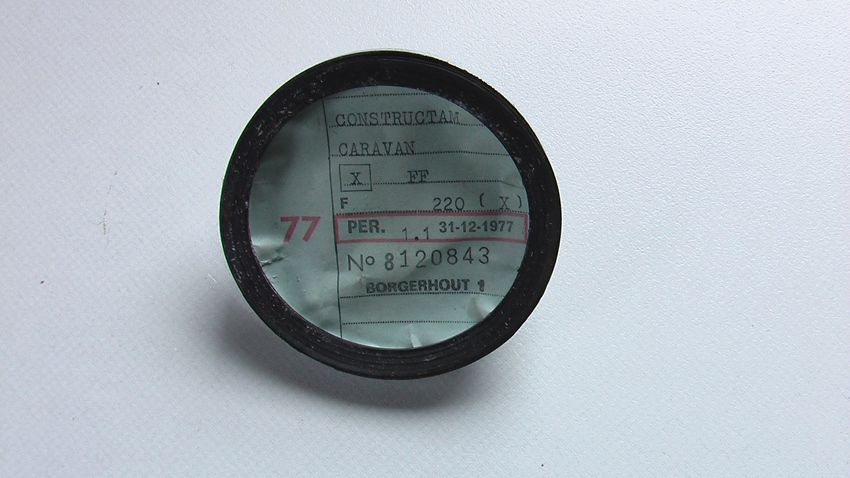 CONSTRUCTAM
CARAVAN
X FF
F 220 ( X )
77 PER. 1.1 31-12-1977
No 8120843
BORGERHOUT 1